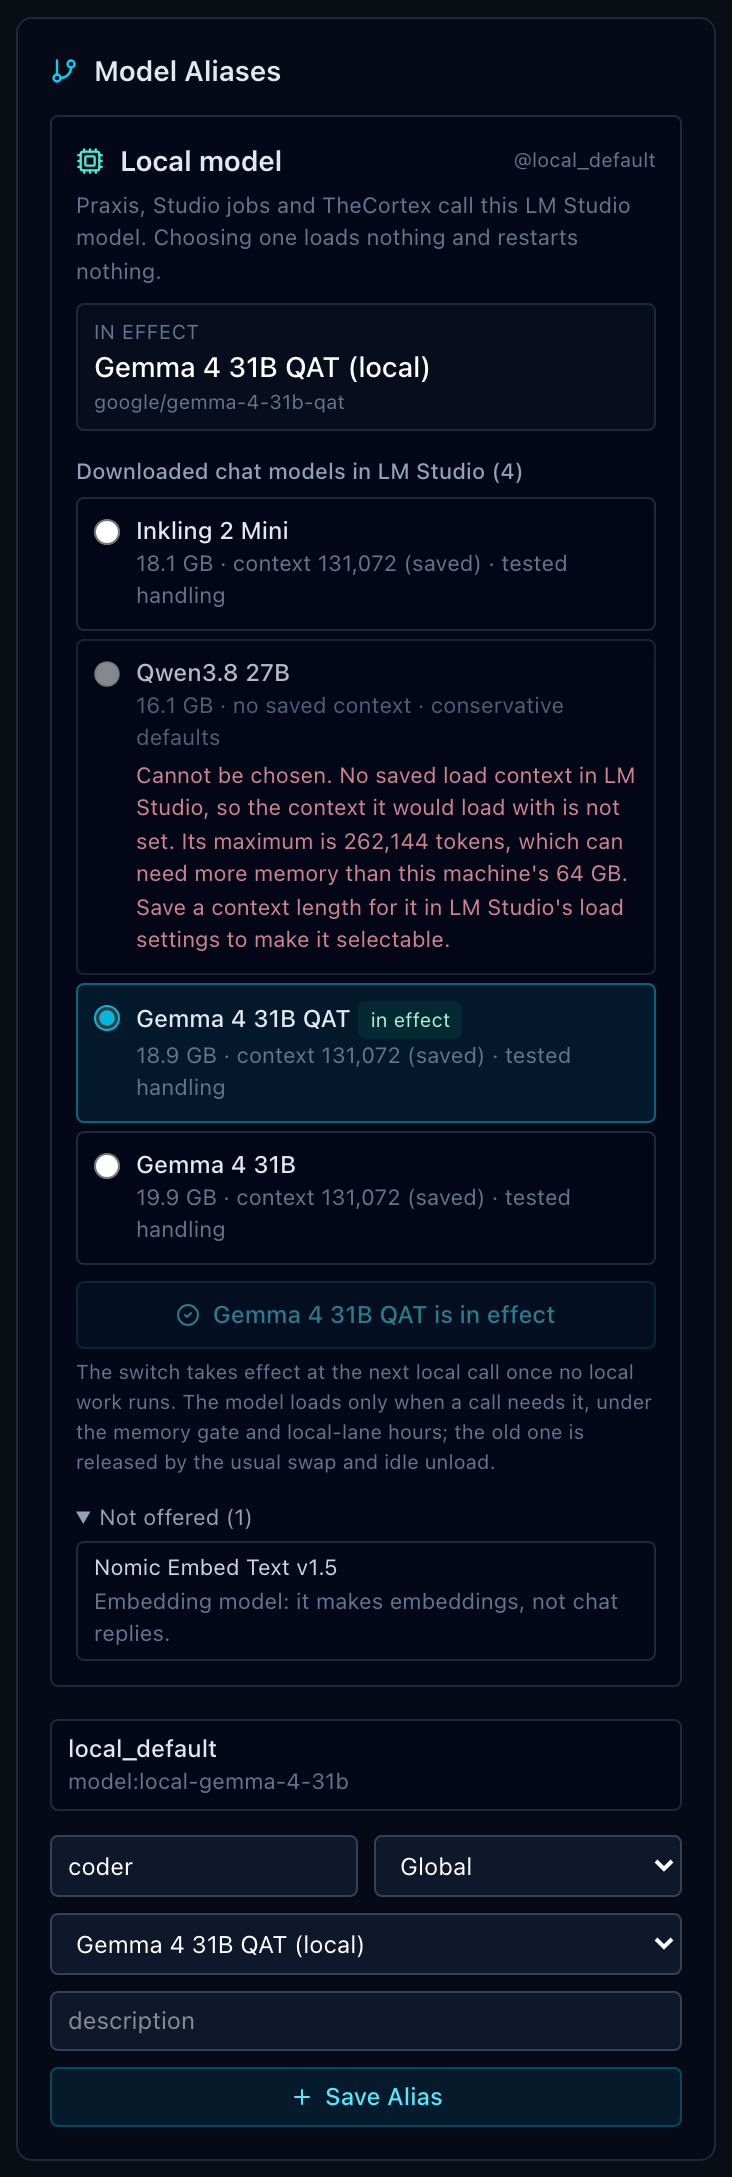 Model Aliases
Local model
@local_default
Praxis, Studio jobs and TheCortex call this LM Studio
model. Choosing one loads nothing and restarts
nothing.
IN EFFECT
Gemma 4 31B QAT (local)
google/gemma-4-31b-qat
Downloaded chat models in LM Studio (4)
Inkling 2 Mini
18.1 GB · context 131,072 (saved) · tested
handling
Qwen3.8 27B
16.1 GB · no saved context · conservative
defaults
Cannot be chosen. No saved load context in LM
Studio, so the context it would load with is not
set. Its maximum is 262,144 tokens, which can
need more memory than this machine's 64 GB.
Save a context length for it in LM Studio's load
settings to make it selectable.
Gemma 4 31B QAT in effect
18.9 GB · context 131,072 (saved) · tested
handling
Gemma 4 31B
19.9 GB · context 131,072 (saved) · tested
handling
Gemma 4 31B QAT is in effect
The switch takes effect at the next local call once no local
work runs. The model loads only when a call needs it, under
the memory gate and local-lane hours; the old one is
released by the usual swap and idle unload.
▼ Not offered (1)
Nomic Embed Text v1.5
Embedding model: it makes embeddings, not chat
replies.
local_default
model:local-gemma-4-31b
coder
Global
Gemma 4 31B QAT (local)
description
+ Save Alias